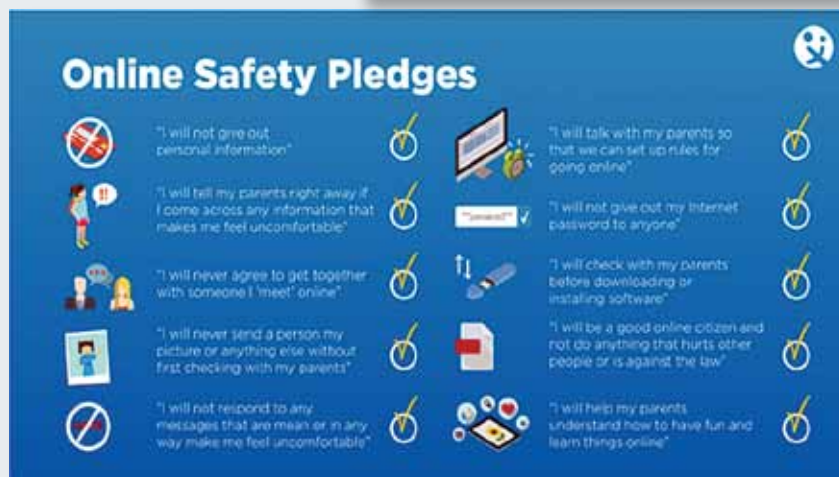 Online Safety Pledges
"I will not give out
personal information"
"I will tell my parents right away if
I come across any information that
makes me feel uncomfortable"
"I will never agree to get together
with someone I 'meet' online"
"I will never send a person my
picture or anything else without
first checking with my parents"
"I will not respond to any
messages that are mean or in any
way make me feel uncomfortable"
"I will talk with my parents so
that we can set up rules for
going online"
"I will not give out my Internet
password to anyone"
"I will check with my parents
before downloading or
installing software"
"I will be a good online citizen and
not do anything that hurts other
people or is against the law"
"I will help my parents
understand how to have fun and
learn things online"